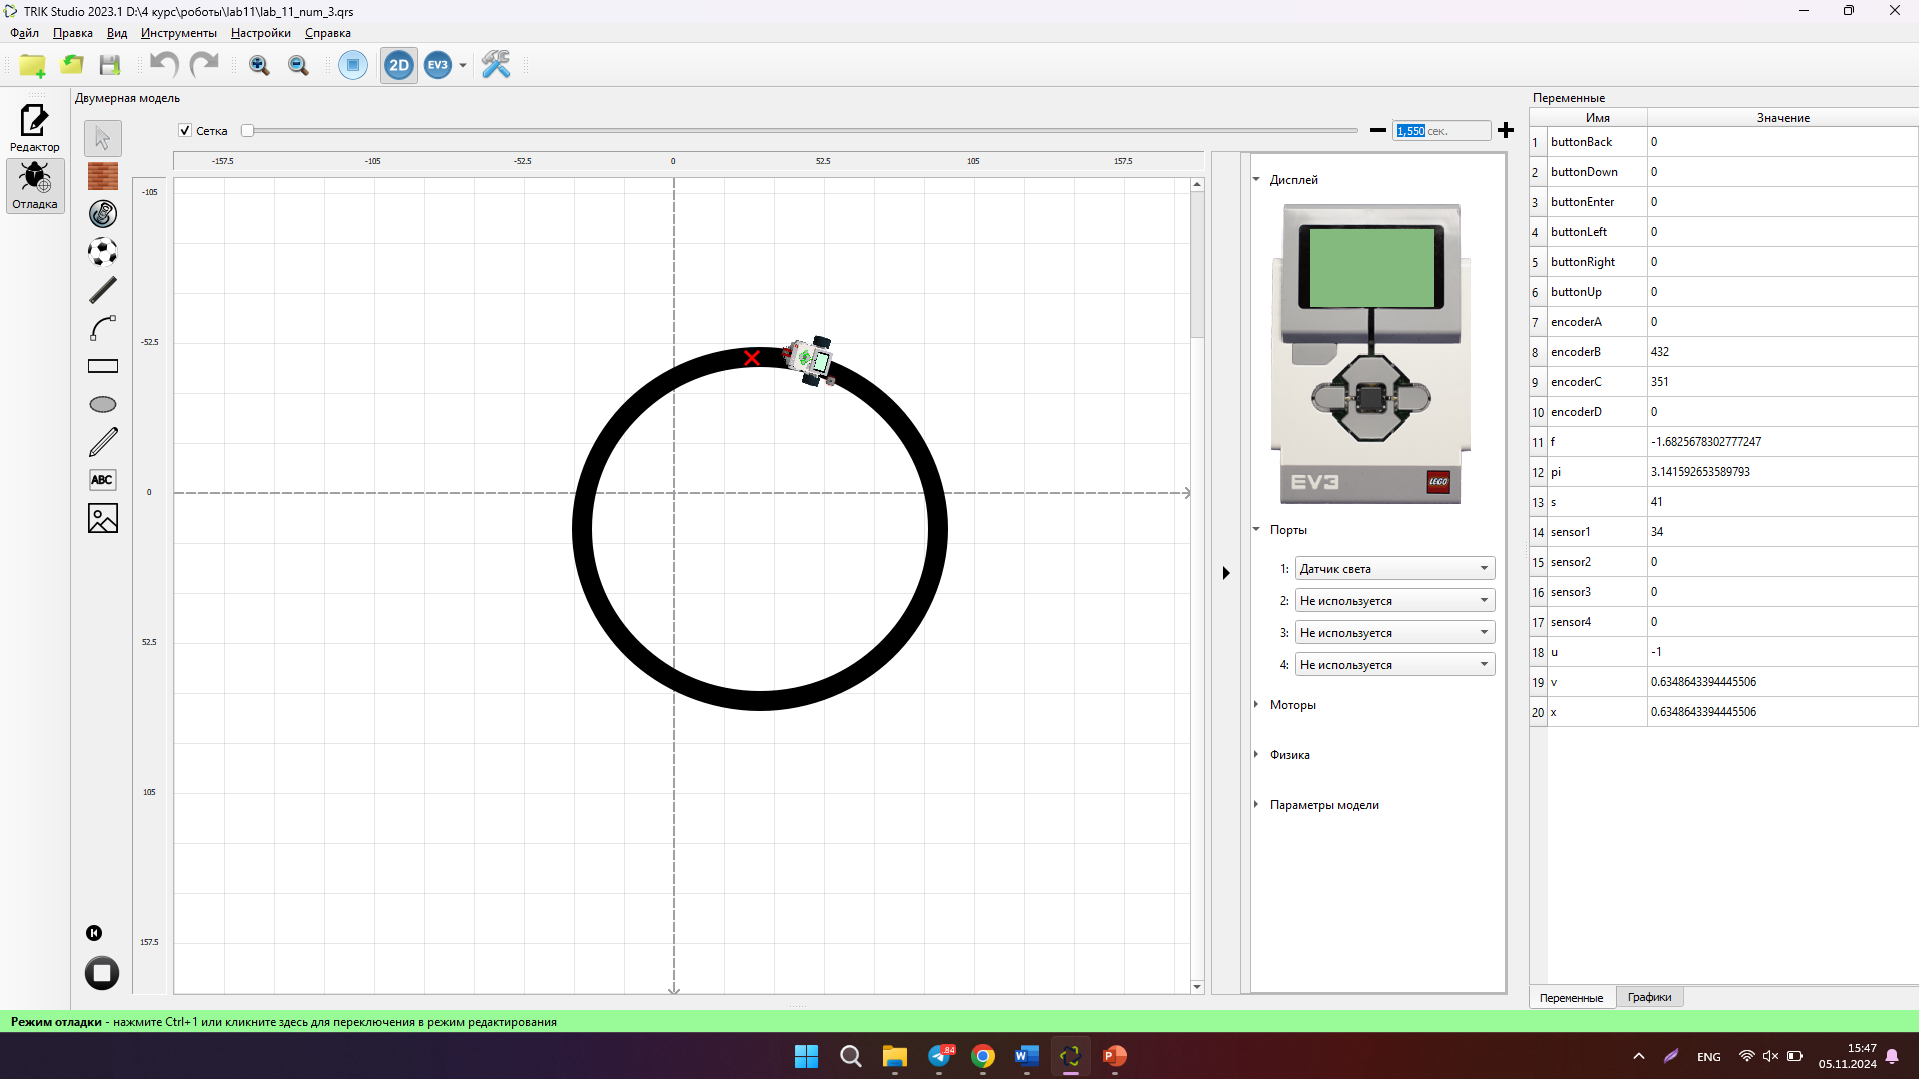 TRIK Studio 2023.1 D:\4 курс\роботы\lab11\lab_11_num_3.qrs
Файл Правка Вид Инструменты Настройки Справка
2D EV3
Двумерная модель
Переменные
Редактор
Отладка
Сетка
1,550 сек.
-157.5 -105 -52.5 0 52.5 105 157.5
-105
-52.5
0
52.5
105
157.5
ABC
Дисплей
EV3
LEGO
Порты
1: Датчик света
2: Не используется
3: Не используется
4: Не используется
Моторы
Физика
Параметры модели
Имя Значение
1 buttonBack 0
2 buttonDown 0
3 buttonEnter 0
4 buttonLeft 0
5 buttonRight 0
6 buttonUp 0
7 encoderA 0
8 encoderB 432
9 encoderC 351
10 encoderD 0
11 f -1.6825678302777247
12 pi 3.141592653589793
13 s 41
14 sensor1 34
15 sensor2 0
16 sensor3 0
17 sensor4 0
18 u -1
19 v 0.6348643394445506
20 x 0.6348643394445506
Переменные Графики
Режим отладки - нажмите Ctrl+1 или кликните здесь для переключения в режим редактирования
84
W
P
ENG
15:47
05.11.2024